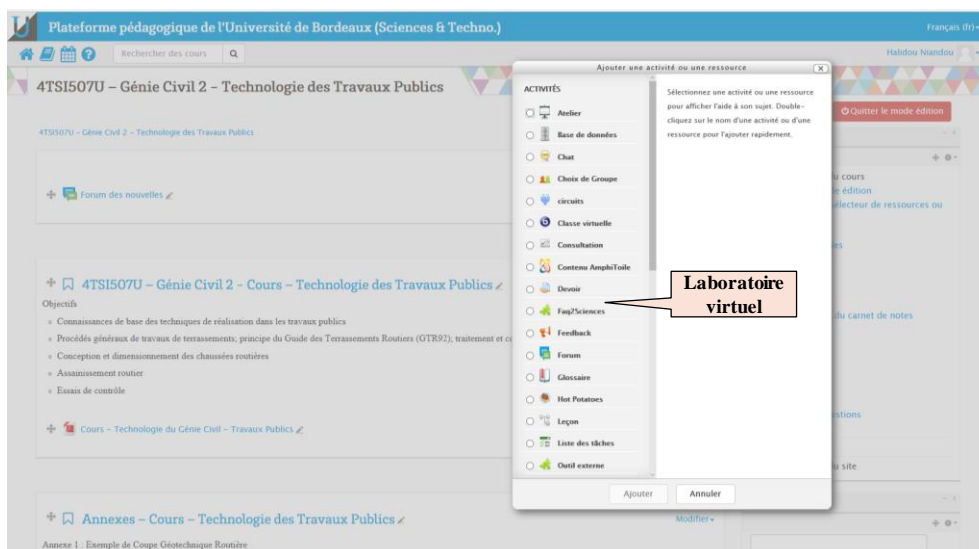 Plateforme pédagogique de l'Université de Bordeaux (Sciences & Techno.)
Français (fr)
Rechercher des cours
Halidou Niandou
4TSI507U – Génie Civil 2 – Technologie des Travaux Publics
Quitter le mode édition
4TSI507U – Génie Civil 2 – Technologie des Travaux Publics
Forum des nouvelles
4TSI507U – Génie Civil 2 – Cours – Technologie des Travaux Publics
Objectifs
Connaissances de base des techniques de réalisation dans les travaux publics
Procédés généraux de travaux de terrassements; principe du Guide des Terrassements Routiers (GTR92); traitement et c
Conception et dimensionnement des chaussées routières
Assainissement routier
Essais de contrôle
Cours – Technologie du Génie Civil – Travaux Publics
Annexes – Cours – Technologie des Travaux Publics
Modifier
Annexe 1 : Exemple de Coupe Géotechnique Routière
Ajouter une activité ou une ressource
ACTIVITÉS
Atelier
Base de données
Chat
Choix de Groupe
circuits
Classe virtuelle
Consultation
Contenu AmphiToile
Devoir
Faq2Sciences
Feedback
Forum
Glossaire
Hot Potatoes
Leçon
Liste des tâches
Outil externe
Sélectionnez une activité ou une ressource
pour afficher l'aide à son sujet. Double-
cliquez sur le nom d'une activité ou d'une
ressource pour l'ajouter rapidement.
Laboratoire
virtuel
Ajouter
Annuler
u cours
e édition
électeur de ressources ou
es
du carnet de notes
estions
u site